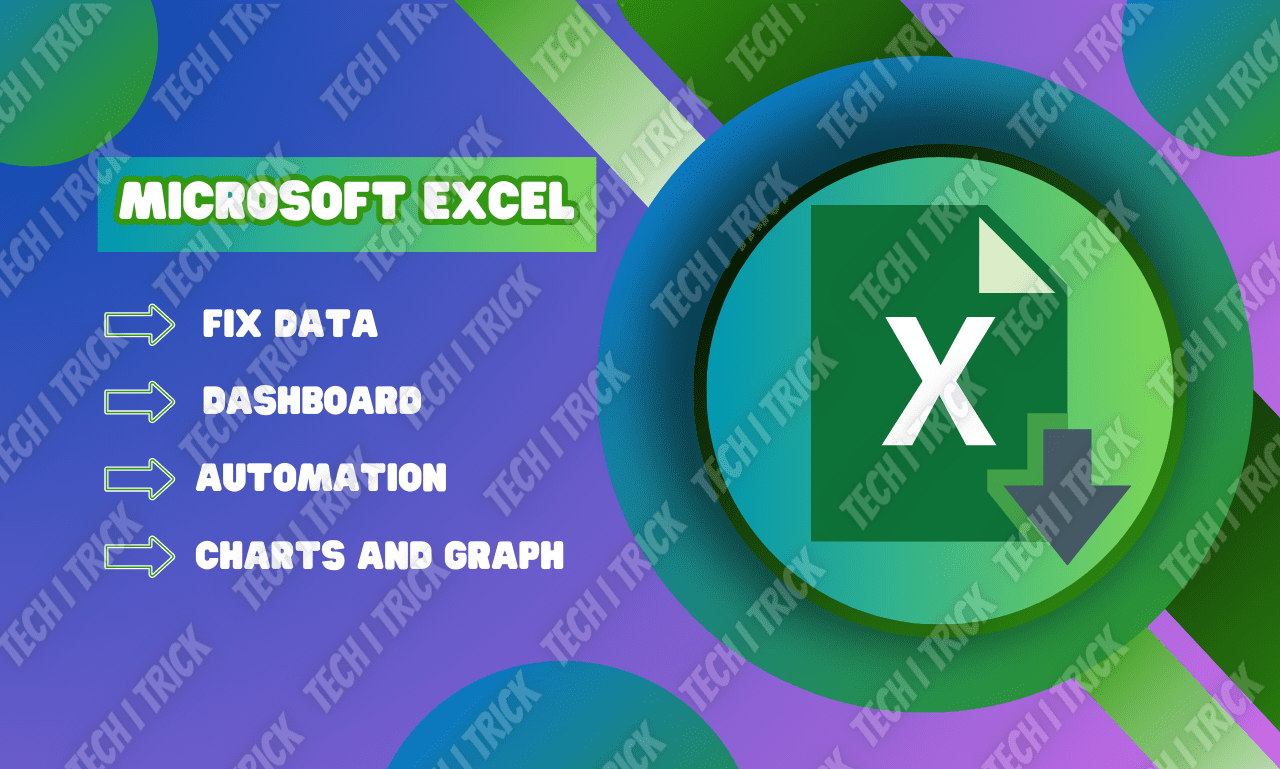 MICROSOFT EXCEL
FIX DATA
DASHBOARD
AUTOMATION
CHARTS AND GRAPH
X
TECH I TRICK